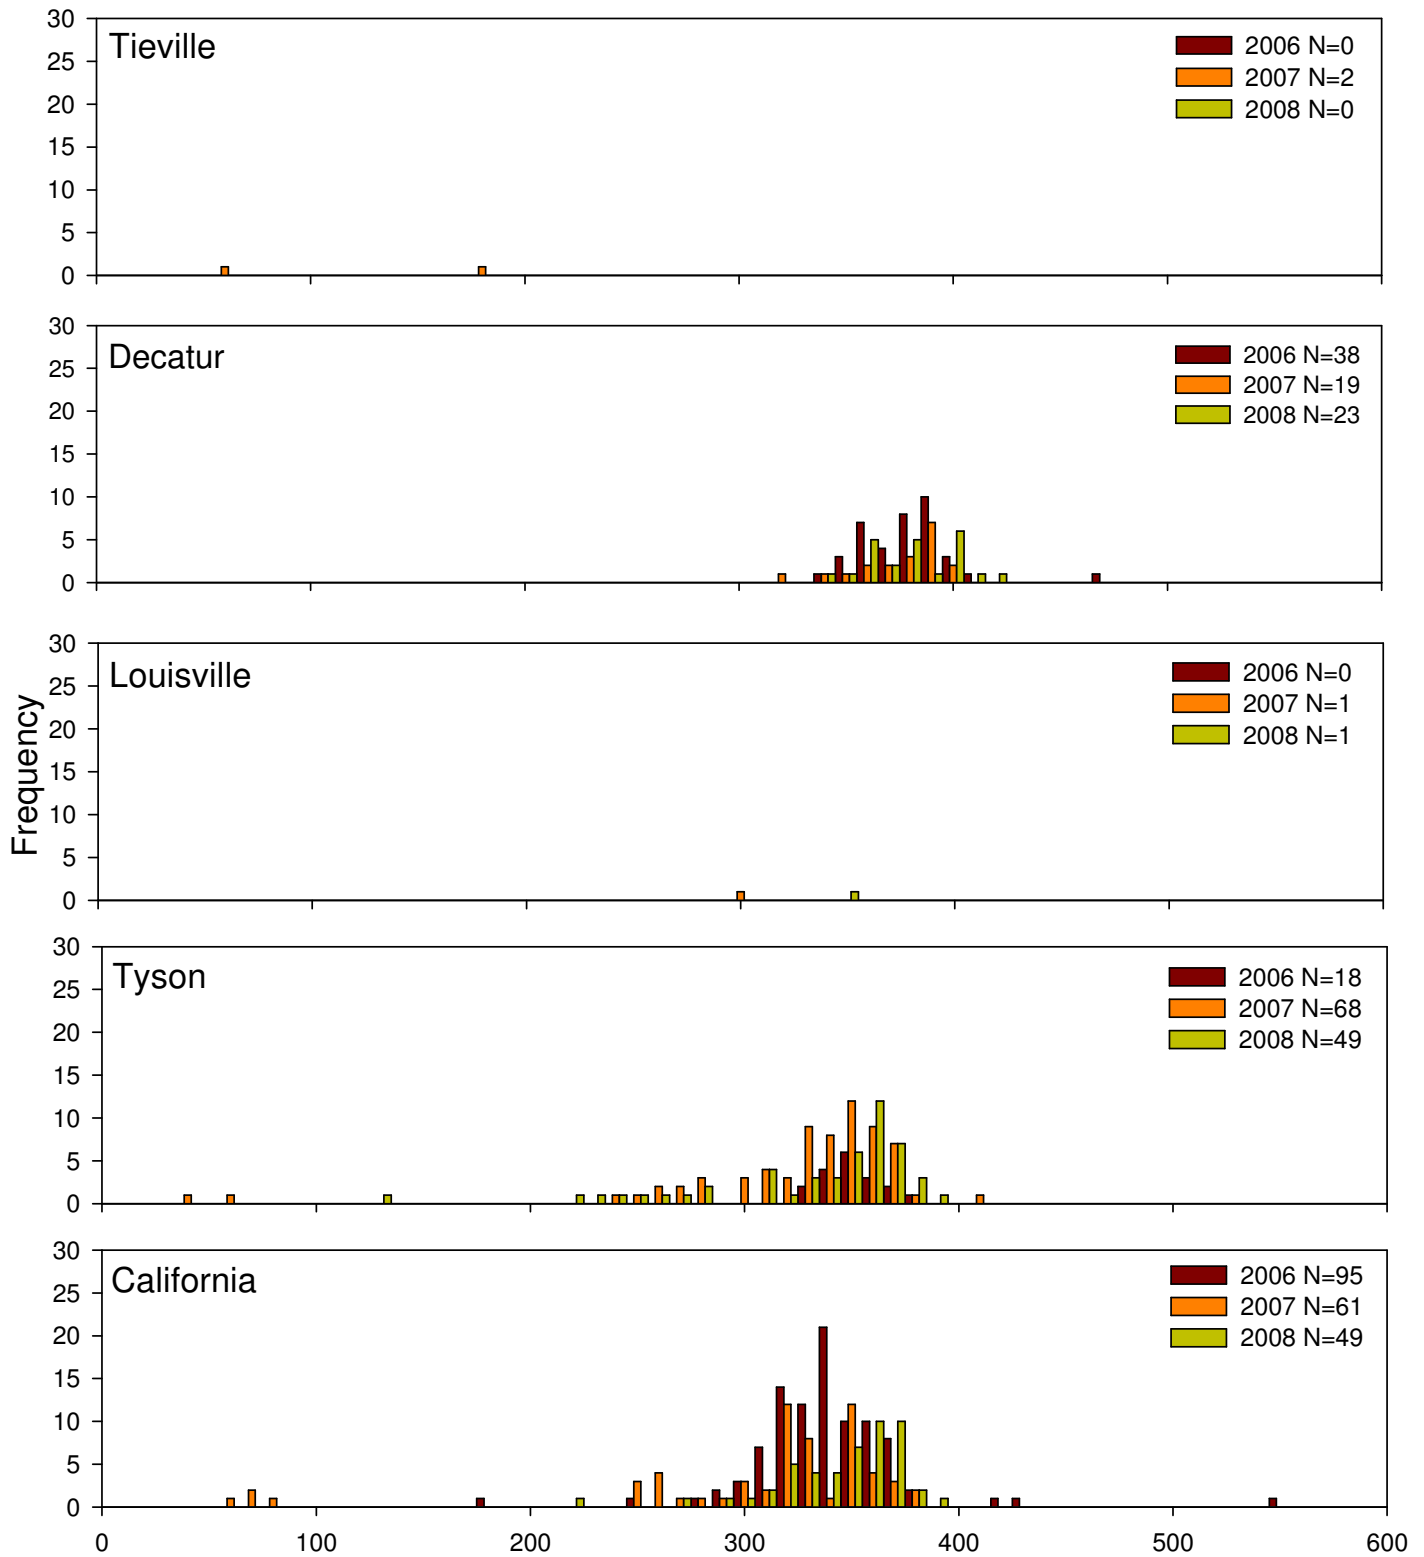 30
25
20
15
10
5
0
Tieville
2006 N=0
2007 N=2
2008 N=0
30
25
20
15
10
5
0
Decatur
2006 N=38
2007 N=19
2008 N=23
Frequency
30
25
20
15
10
5
0
Louisville
2006 N=0
2007 N=1
2008 N=1
30
25
20
15
10
5
0
Tyson
2006 N=18
2007 N=68
2008 N=49
30
25
20
15
10
5
0
California
2006 N=95
2007 N=61
2008 N=49
0 100 200 300 400 500 600